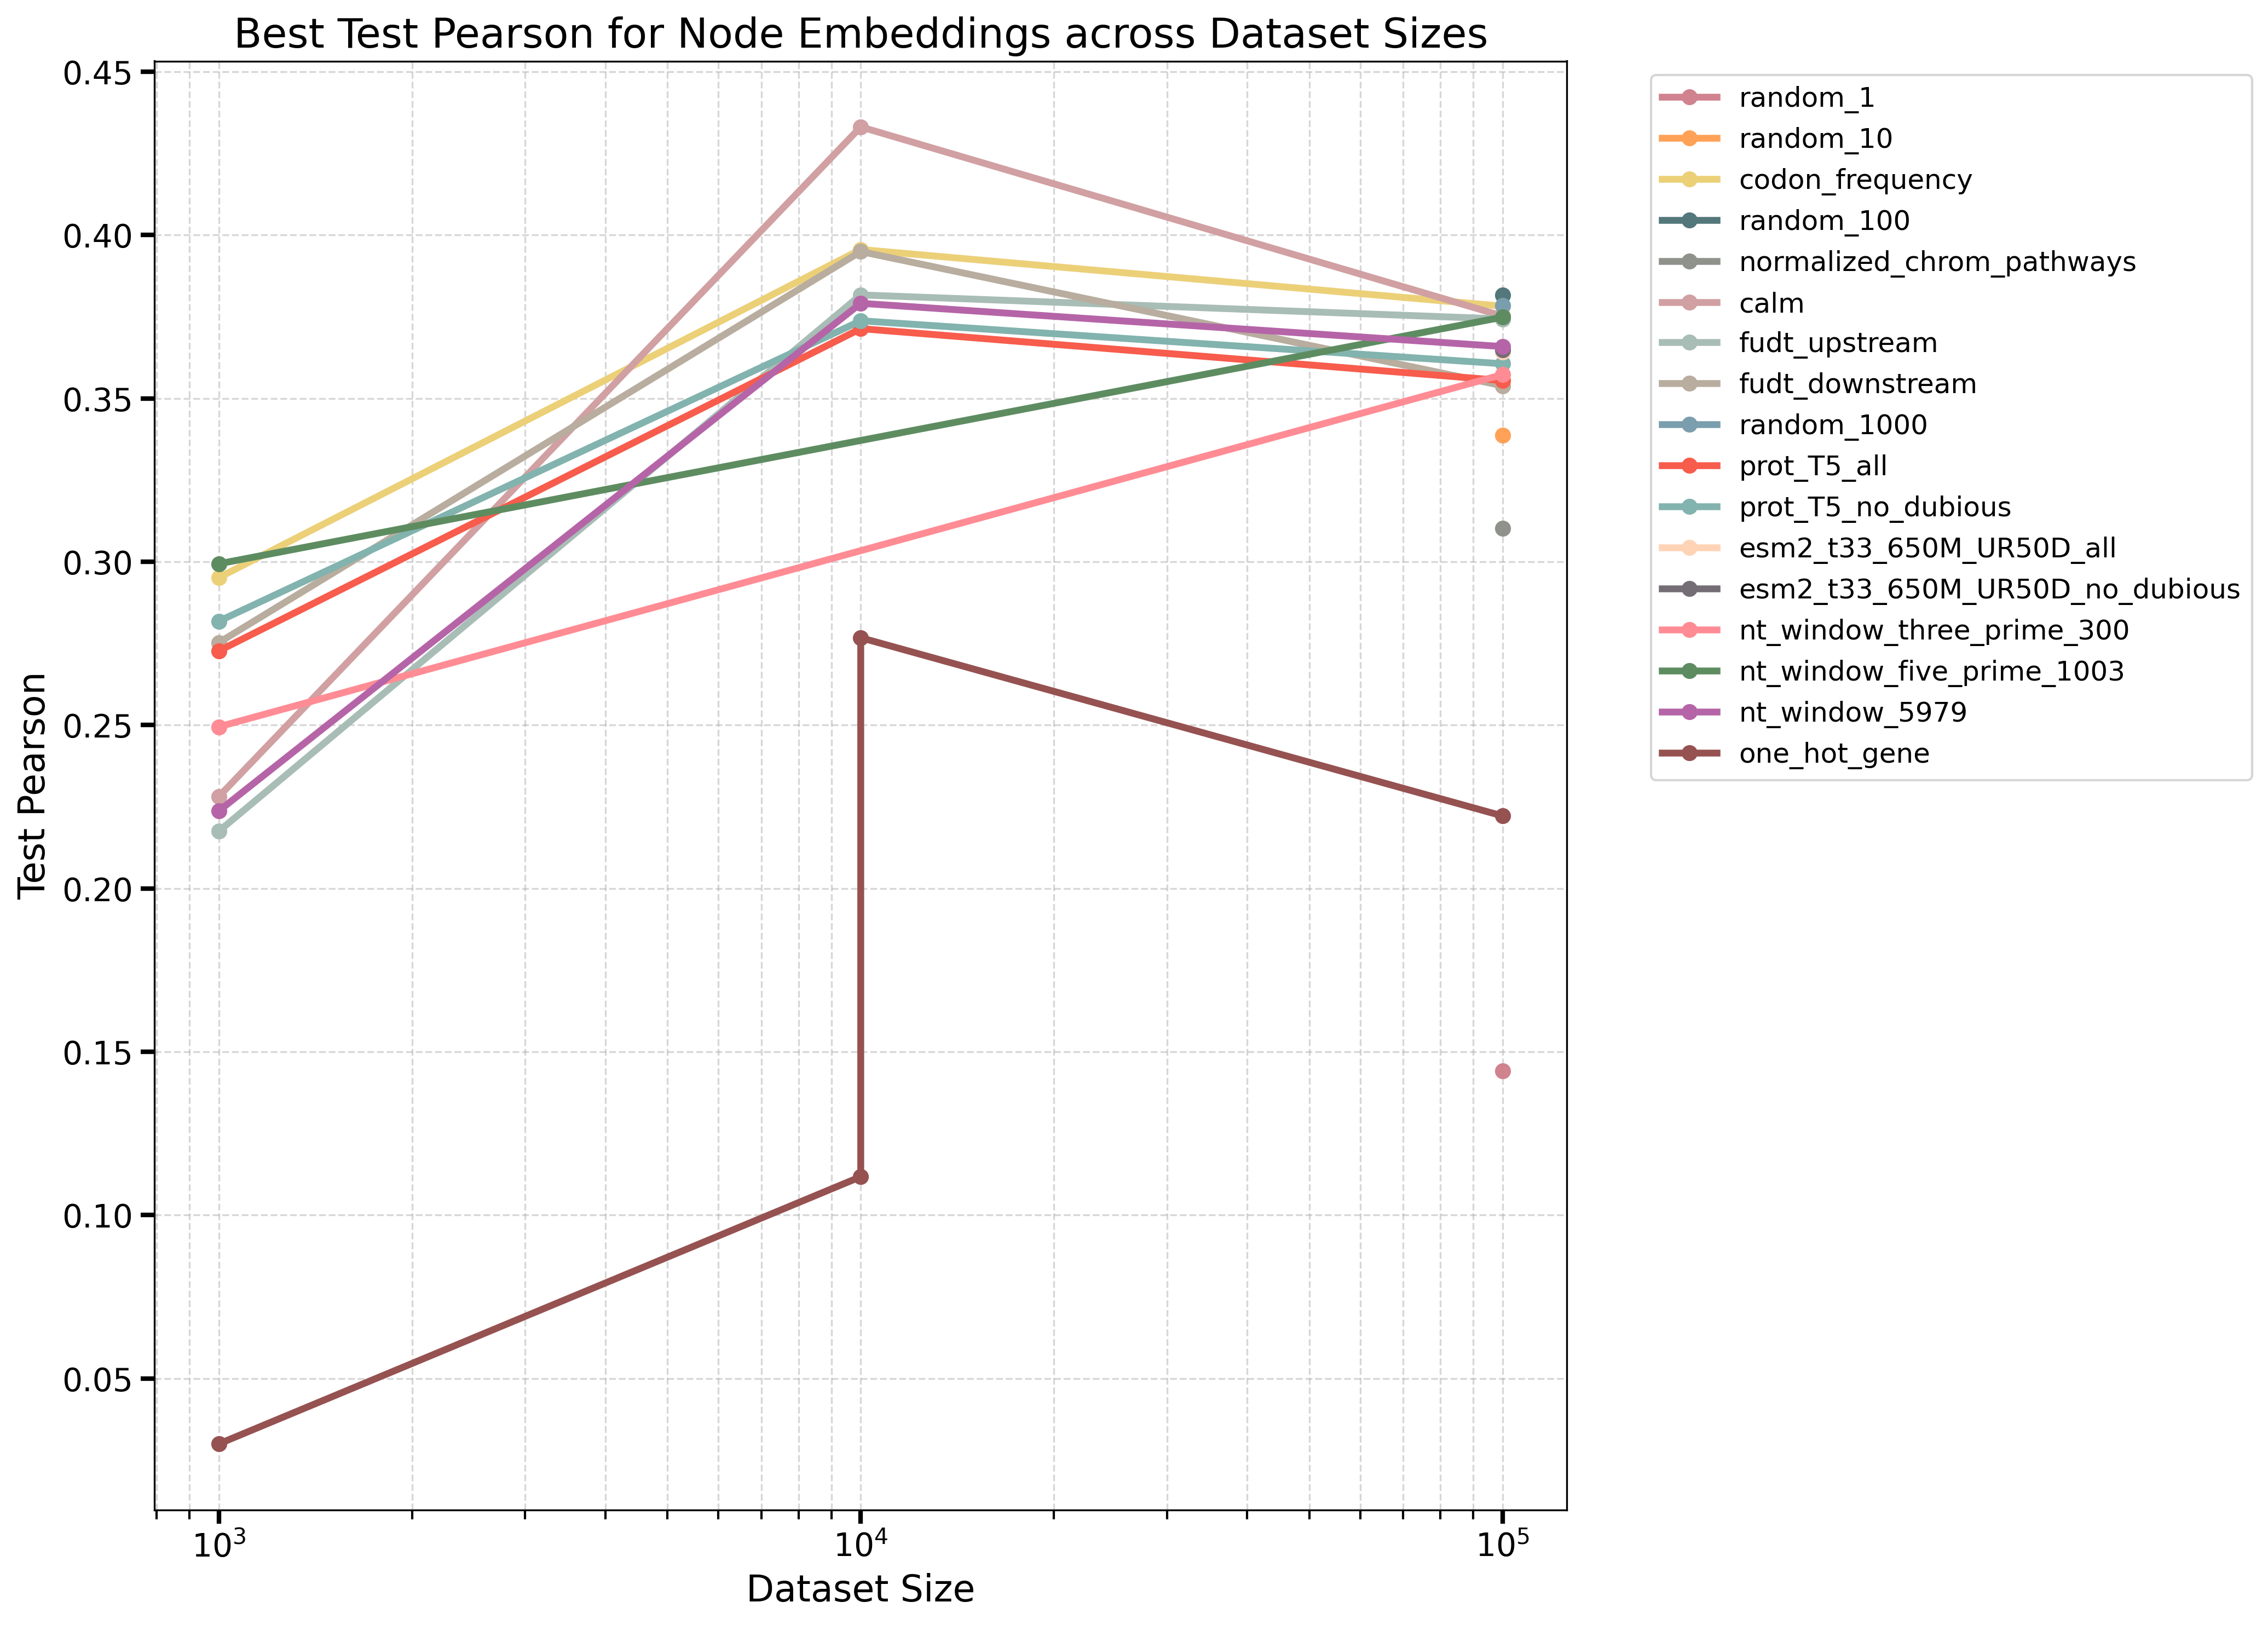 Best Test Pearson for Node Embeddings across Dataset Sizes
0.45
0.40
0.35
0.30
0.25
0.20
0.15
0.10
0.05
Test Pearson
10³
10⁴
10⁵
Dataset Size
random_1
random_10
codon_frequency
random_100
normalized_chrom_pathways
calm
fudt_upstream
fudt_downstream
random_1000
prot_T5_all
prot_T5_no_dubious
esm2_t33_650M_UR50D_all
esm2_t33_650M_UR50D_no_dubious
nt_window_three_prime_300
nt_window_five_prime_1003
nt_window_5979
one_hot_gene